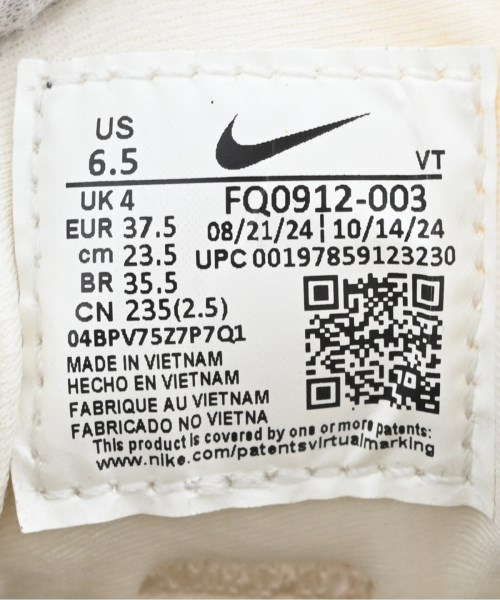 US
6.5
VT
UK 4
EUR 37.5
cm 23.5
BR 35.5
CN 235(2.5)
FQ0912-003
08/21/24 | 10/14/24
UPC 00197859123230
04BPV75Z7P7Q1
MADE IN VIETNAM
HECHO EN VIETNAM
FABRIQUE AU VIETNAM
FABRICADO NO VIETNA
This product is covered by one or more patents:
www.nike.com/patentsvirtualmarking